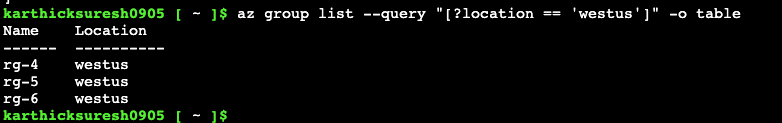 karthicksuresh0905 [ ~ ]$ az group list --query "[?location == 'westus']" -o table
Name    Location
------  ----------
rg-4    westus
rg-5    westus
rg-6    westus
karthicksuresh0905 [ ~ ]$